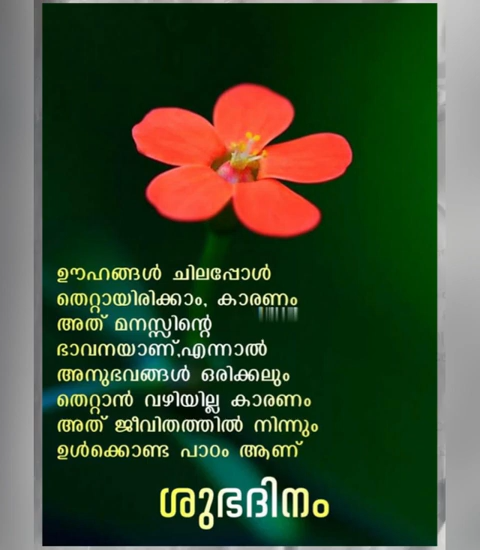 ഊഹങ്ങൾ ചിലപ്പോൾ
തെറ്റായിരിക്കാം, കാരണം
അത് മനസ്സിന്റെ
ഭാവനയാണ്,എന്നാൽ
അനുഭവങ്ങൾ ഒരിക്കലും
തെറ്റാൻ വഴിയില്ല കാരണം
അത് ജീവിതത്തിൽ നിന്നും
ഉൾക്കൊണ്ട പാഠം ആണ്
ശുഭദിനം